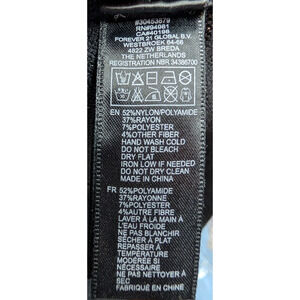 #30453679
RN#94981
CA#40196
FOREVER 21 GLOBAL B.V.
WESTBROEK 64-66
4822 ZW BREDA
THE NETHERLANDS
REGISTRATION NBR 34386700
EN 52%NYLON/POLYAMIDE
37%RAYON
7%POLYESTER
4%OTHER FIBER
HAND WASH COLD
DO NOT BLEACH
DRY FLAT
IRON LOW IF NEEDED
DO NOT DRY CLEAN
MADE IN CHINA
FR 52%POLYAMIDE
37%RAYONNE
7%POLYESTER
4%AUTRE FIBRE
LAVER À LA MAIN À
L'EAU FROIDE
NE PAS BLANCHIR
SÉCHER À PLAT
REPASSER À
TEMPÉRATURE
MODÉRÉE SI
NÉCESSAIRE
NE PAS NETTOYER À
SEC
FABRIQUÉ EN CHINE